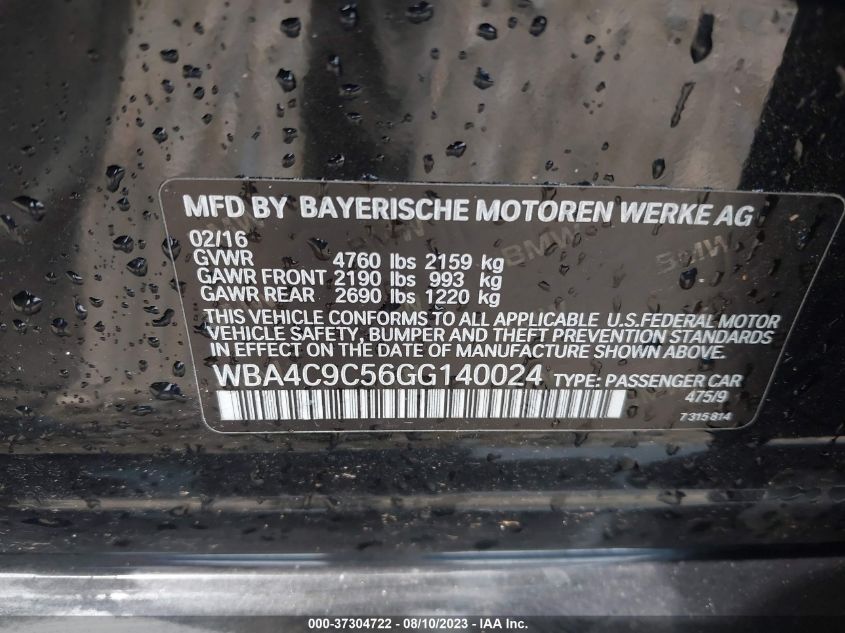 MFD BY BAYERISCHE MOTOREN WERKE AG
02/16
GVWR 4760 lbs 2159 kg
GAWR FRONT 2190 lbs 993 kg
GAWR REAR 2690 lbs 1220 kg
THIS VEHICLE CONFORMS TO ALL APPLICABLE U.S.FEDERAL MOTOR
VEHICLE SAFETY, BUMPER AND THEFT PREVENTION STANDARDS
IN EFFECT ON THE DATE OF MANUFACTURE SHOWN ABOVE.
WBA4C9C56GG140024 TYPE: PASSENGER CAR
475/9
7315814
000-37304722 - 08/10/2023 - IAA Inc.